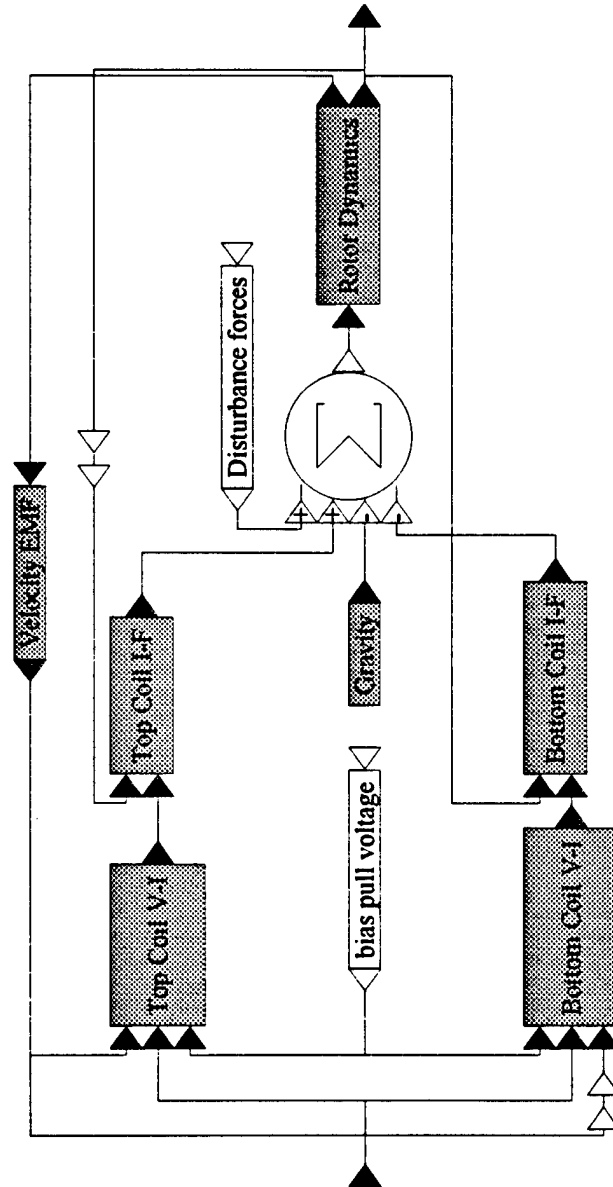 Velocity EMF
Top Coil V-I
Top Coil I-F
Disturbance forces
bias pull voltage
Gravity
Σ
Rotor Dynamics
Bottom Coil V-I
Bottom Coil I-F
+
+
-
-